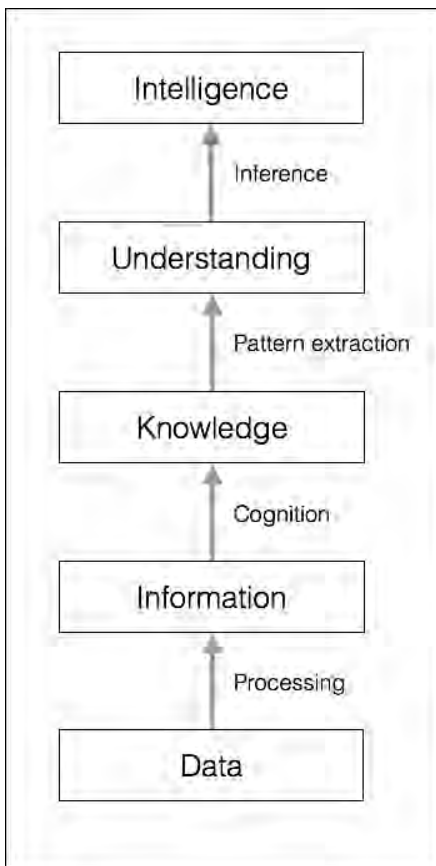 Intelligence
Inference
Understanding
Pattern extraction
Knowledge
Cognition
Information
Processing
Data